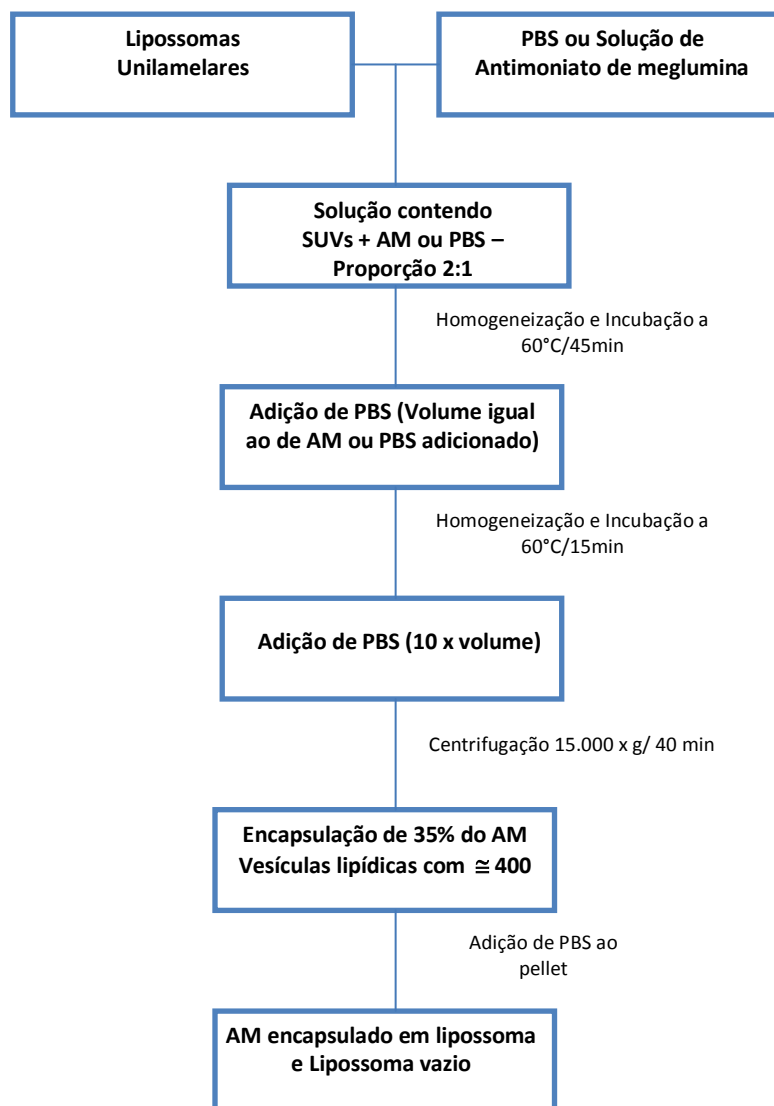 Lipossomas
Unilamelares
PBS ou Solução de
Antimoniato de meglumina
Solução contendo
SUVs + AM ou PBS –
Proporção 2:1
Homogeneização e Incubação a
60°C/45min
Adição de PBS (Volume igual
ao de AM ou PBS adicionado)
Homogeneização e Incubação a
60°C/15min
Adição de PBS (10 x volume)
Centrifugação 15.000 x g/ 40 min
Encapsulação de 35% do AM
Vesículas lipídicas com ≅ 400
Adição de PBS ao
pellet
AM encapsulado em lipossoma
e Lipossoma vazio